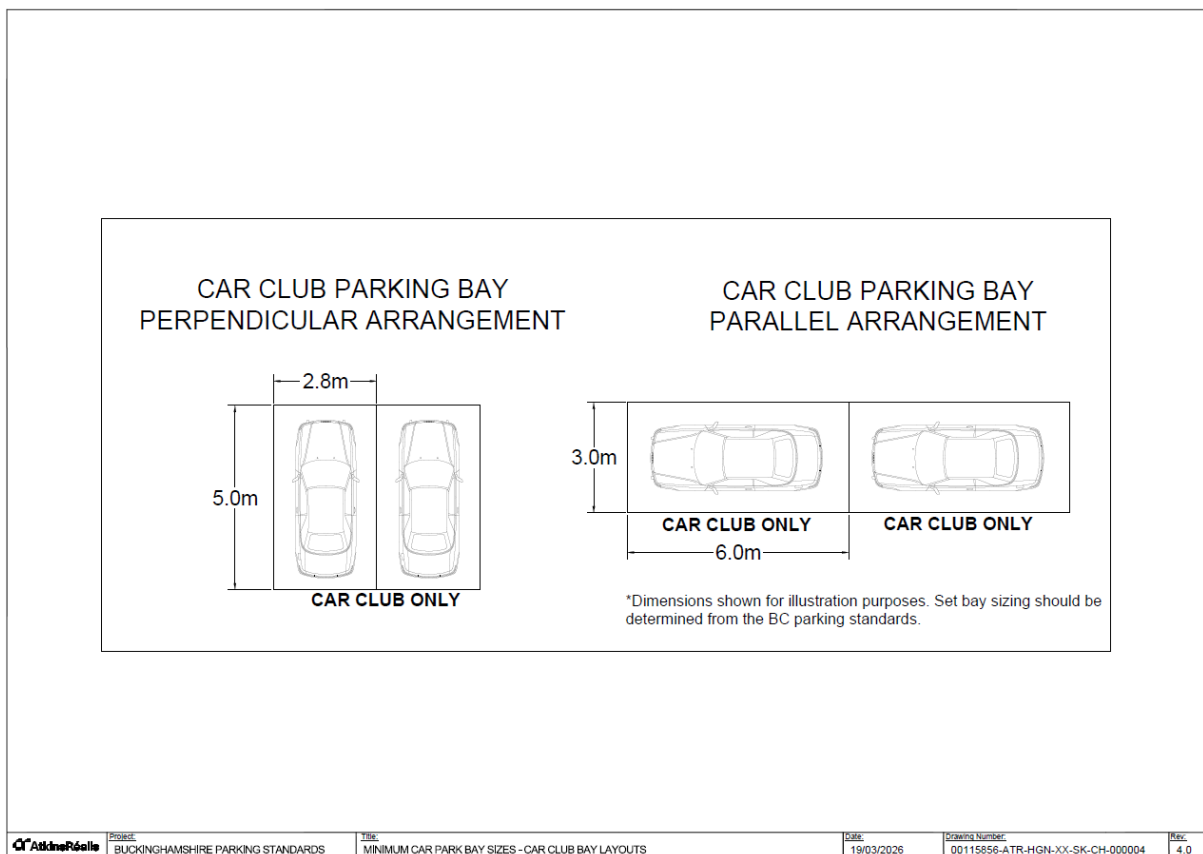 CAR CLUB PARKING BAY
PERPENDICULAR ARRANGEMENT
2.8m
5.0m
CAR CLUB ONLY
CAR CLUB PARKING BAY
PARALLEL ARRANGEMENT
3.0m
CAR CLUB ONLY
CAR CLUB ONLY
6.0m
*Dimensions shown for illustration purposes. Set bay sizing should be
determined from the BC parking standards.
AtkinsRéalis
Project:
BUCKINGHAMSHIRE PARKING STANDARDS
Title:
MINIMUM CAR PARK BAY SIZES - CAR CLUB BAY LAYOUTS
Date:
19/03/2026
Drawing Number:
00115856-ATR-HGN-XX-SK-CH-000004
Rev:
4.0